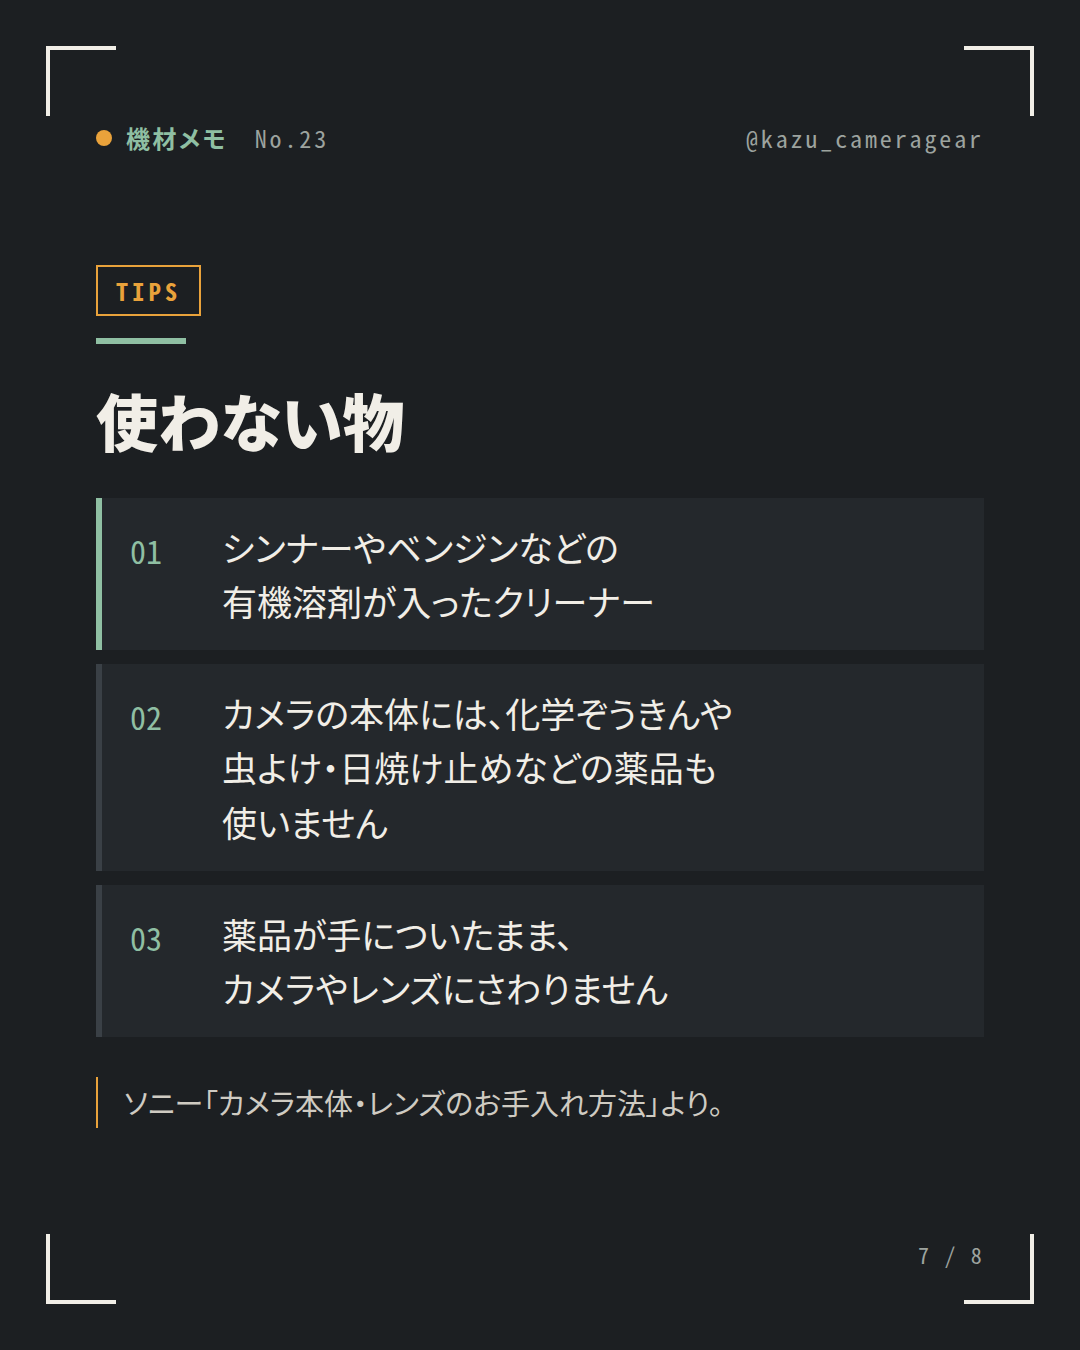 機材メモ No.23
@kazu_cameragear
TIPS
使わない物
01 シンナーやベンジンなどの
有機溶剤が入ったクリーナー
02 カメラの本体には、化学ぞうきんや
虫よけ・日焼け止めなどの薬品も
使いません
03 薬品が手についたまま、
カメラやレンズにさわりません
ソニー「カメラ本体・レンズのお手入れ方法」より。
7 / 8